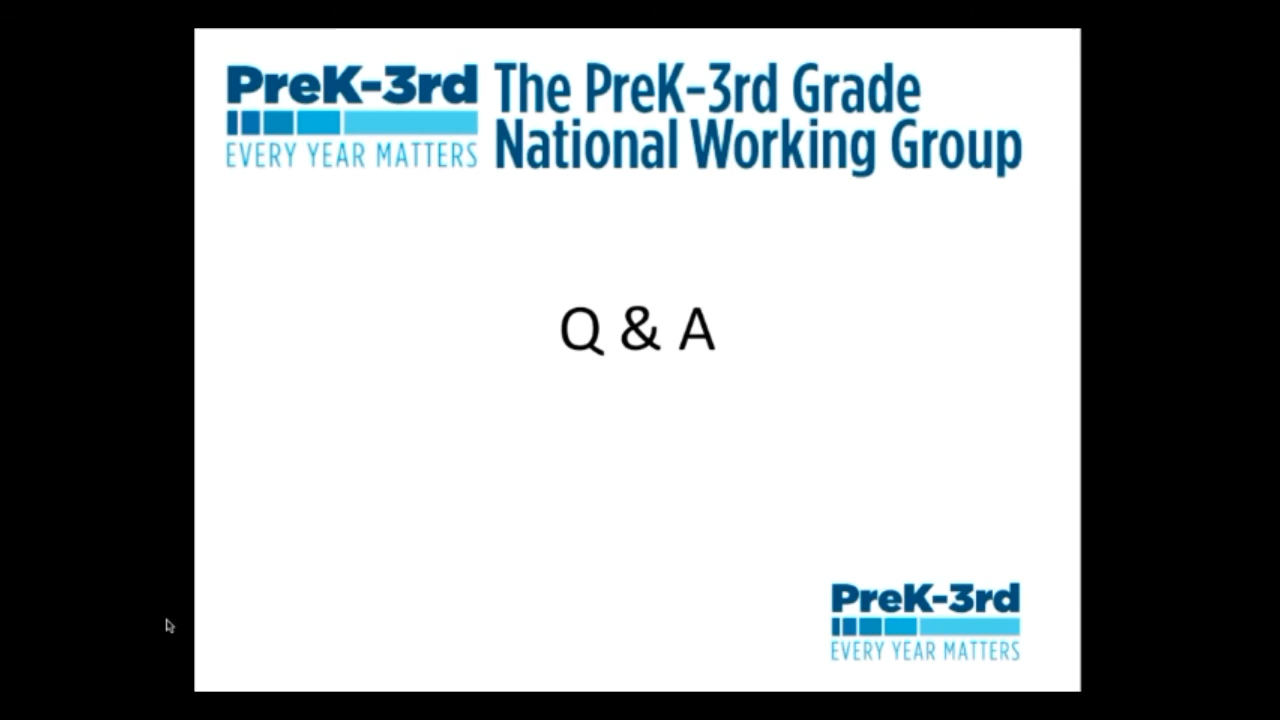 PreK-3rd
EVERY YEAR MATTERS
The PreK-3rd Grade
National Working Group
Q & A
PreK-3rd
EVERY YEAR MATTERS